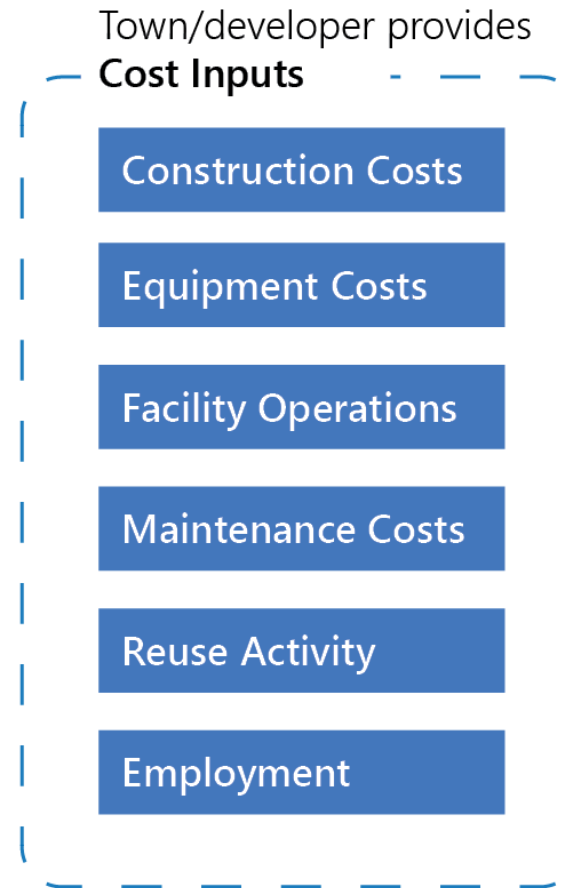 Town/developer provides
Cost Inputs
Construction Costs
Equipment Costs
Facility Operations
Maintenance Costs
Reuse Activity
Employment